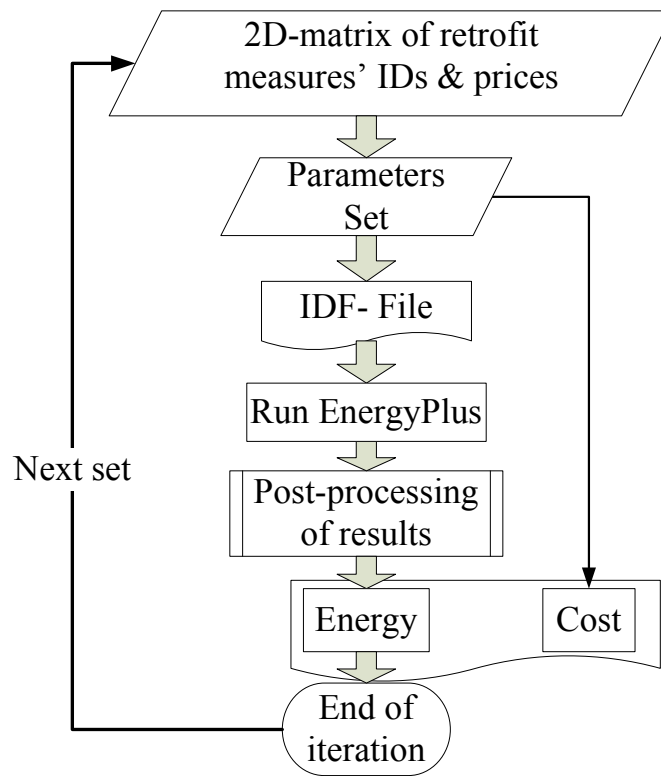 2D-matrix of retrofit
measures’ IDs & prices
Parameters
Set
IDF- File
Run EnergyPlus
Next set
Post-processing
of results
Energy
Cost
End of
iteration